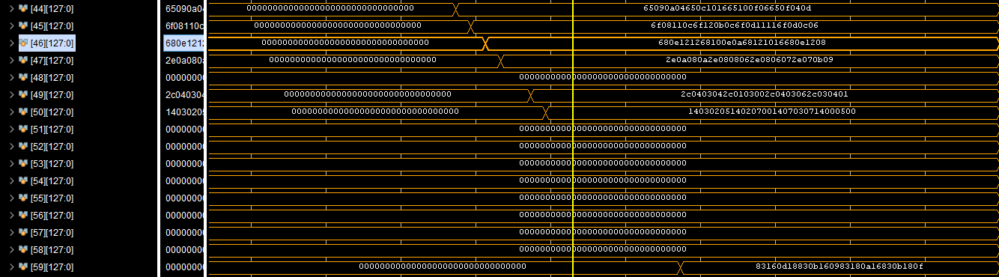 [44][127:0] 65090a04 00000000000000000000000000000000 65090a04650c101665100f06650f040d
[45][127:0] 6f08110c 00000000000000000000000000000000 6f08110c6f120b0c6f0d11116f0d0c06
[46][127:0] 680e1212 00000000000000000000000000000000 680e121268100e0a68121016680e1208
[47][127:0] 2e0a080a 00000000000000000000000000000000 2e0a080a2e0808062e0806072e070b09
[48][127:0] 00000000 00000000000000000000000000000000
[49][127:0] 2c040304 00000000000000000000000000000000 2c0403042c0103002c0403062c030401
[50][127:0] 14030205 00000000000000000000000000000000 14030205140207001407030714000500
[51][127:0] 00000000 00000000000000000000000000000000
[52][127:0] 00000000 00000000000000000000000000000000
[53][127:0] 00000000 00000000000000000000000000000000
[54][127:0] 00000000 00000000000000000000000000000000
[55][127:0] 00000000 00000000000000000000000000000000
[56][127:0] 00000000 00000000000000000000000000000000
[57][127:0] 00000000 00000000000000000000000000000000
[58][127:0] 00000000 00000000000000000000000000000000
[59][127:0] 00000000 00000000000000000000000000000000 83160d18830b160983180a16830b180f